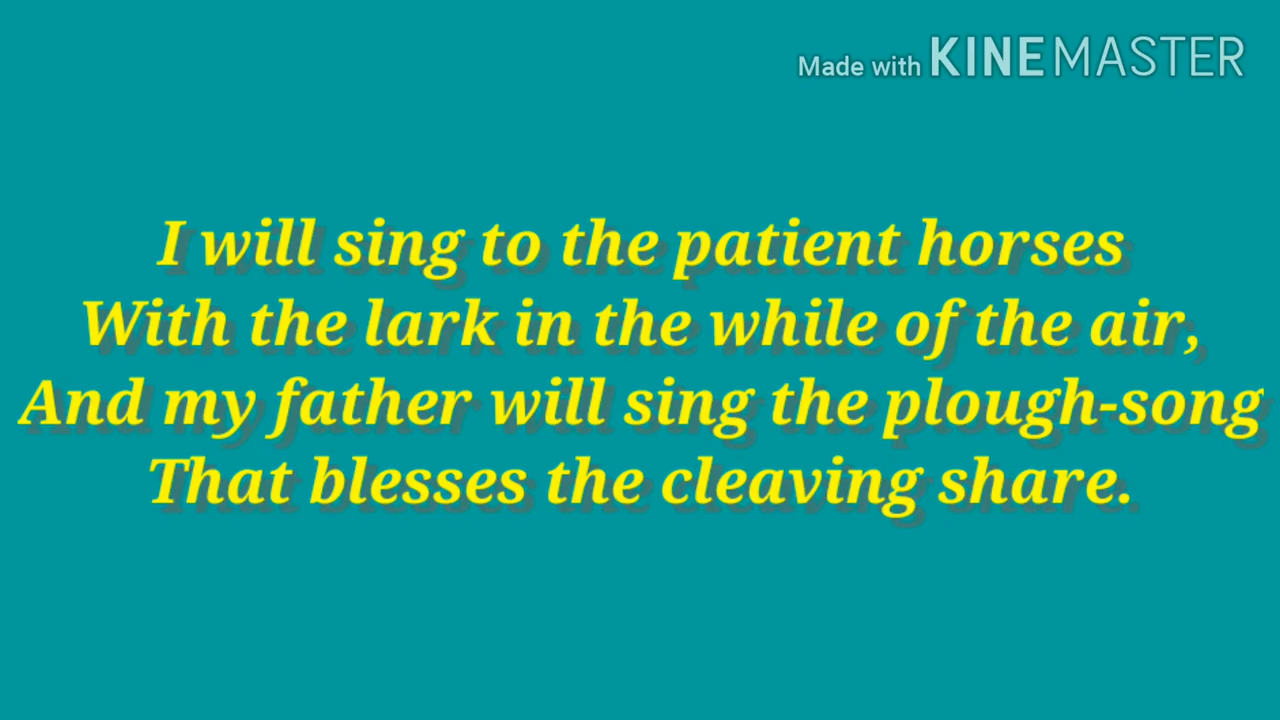 Made with KINEMASTER
I will sing to the patient horses
With the lark in the while of the air,
And my father will sing the plough-song
That blesses the cleaving share.